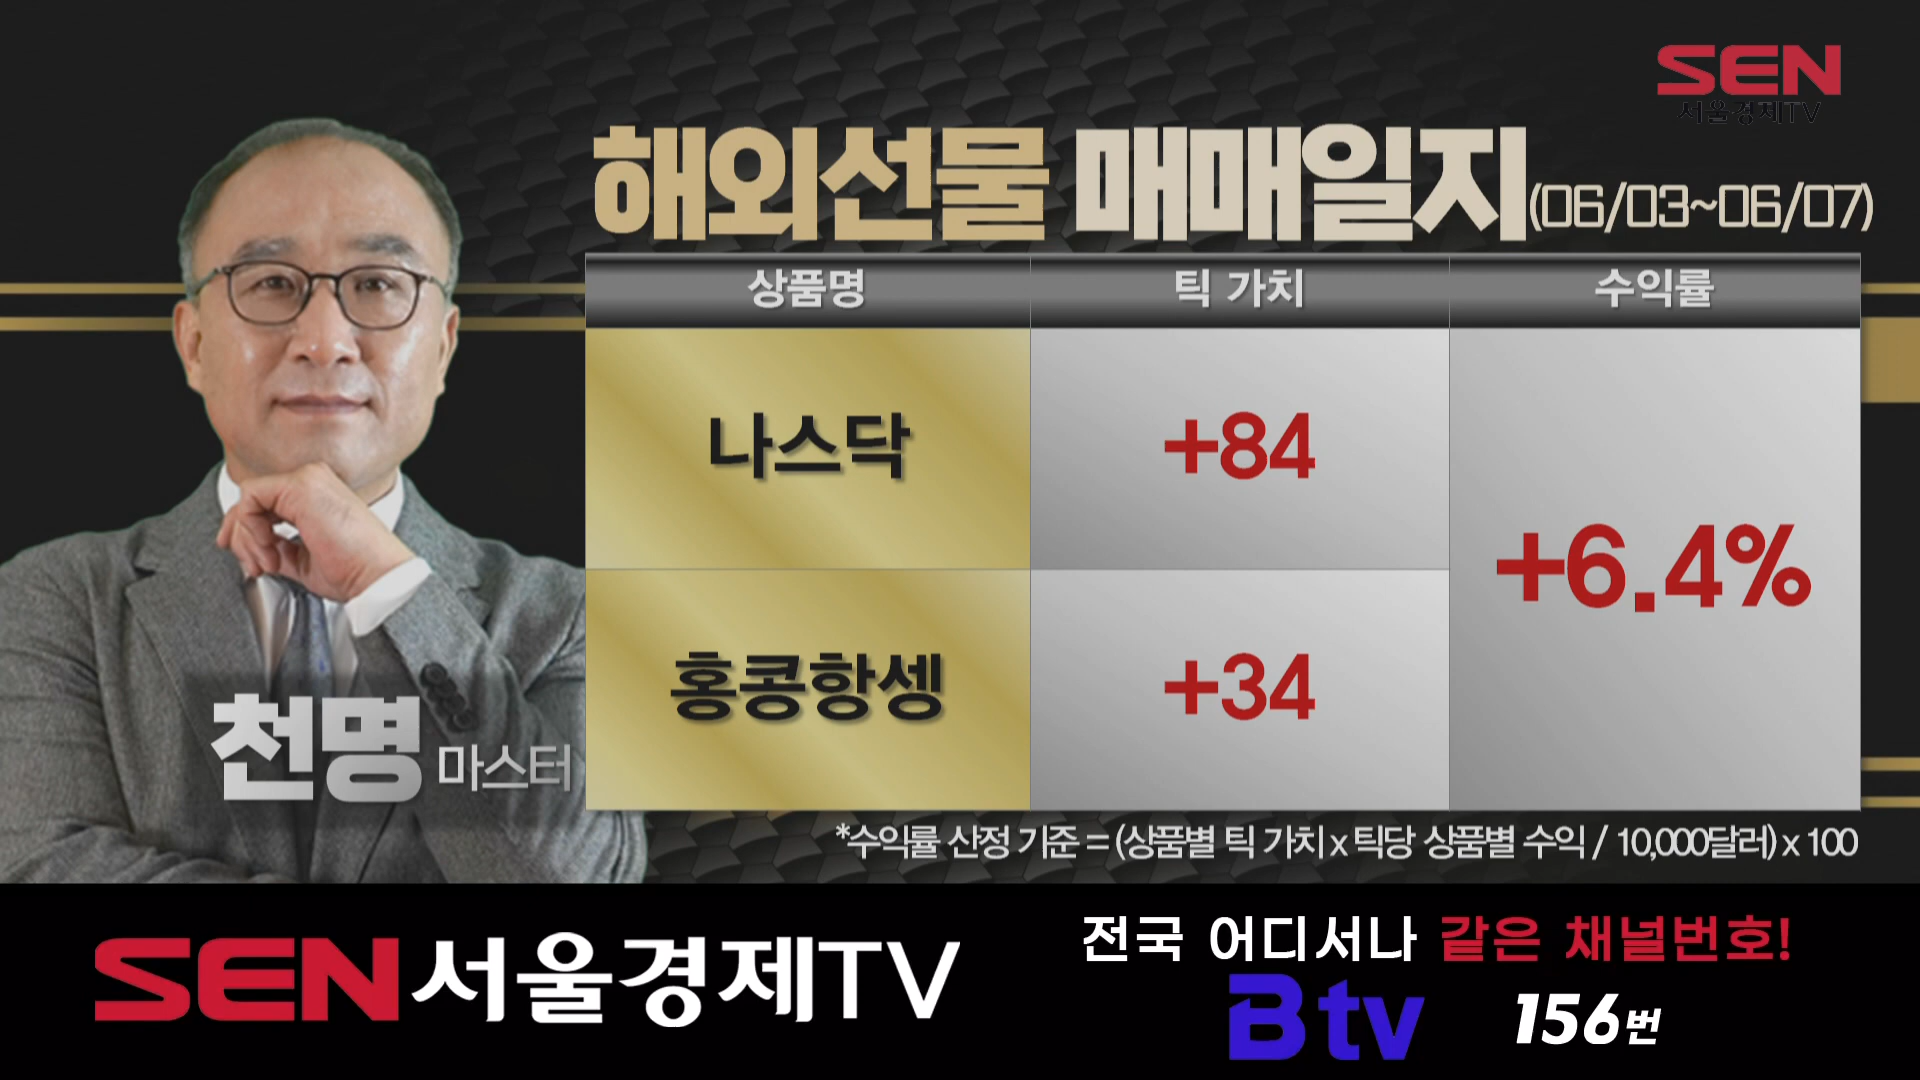 SEN
서울경제TV
해외선물 매매일지(06/03~06/07)
상품명 틱 가치 수익률
나스닥 +84
+6.4%
홍콩항셍 +34
천명 마스터
*수익률 산정 기준 = (상품별 틱 가치 x 틱당 상품별 수익 / 10,000달러) x 100
SEN 서울경제TV
전국 어디서나 같은 채널번호!
B tv 156번